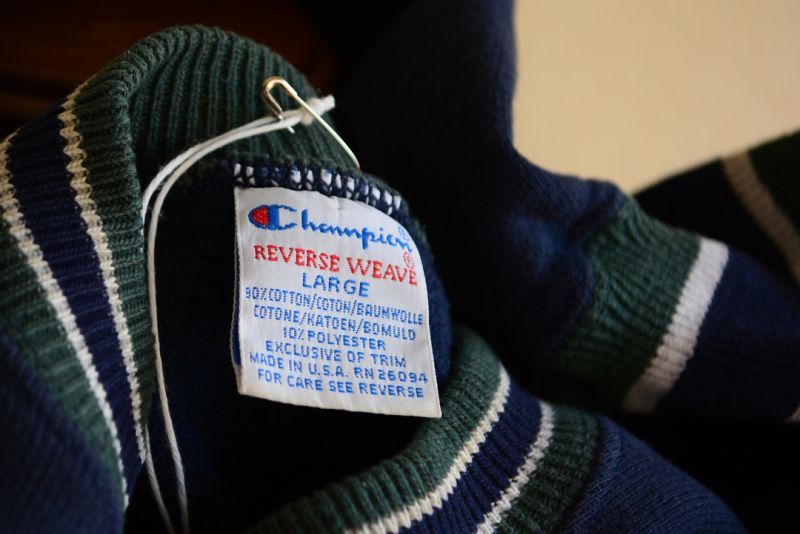 Champion®
REVERSE WEAVE®
LARGE
90% COTTON/COTON/BAUMWOLLE
COTONE/KATOEN/BOMULD
10% POLYESTER
EXCLUSIVE OF TRIM
MADE IN U.S.A. RN 26094
FOR CARE SEE REVERSE